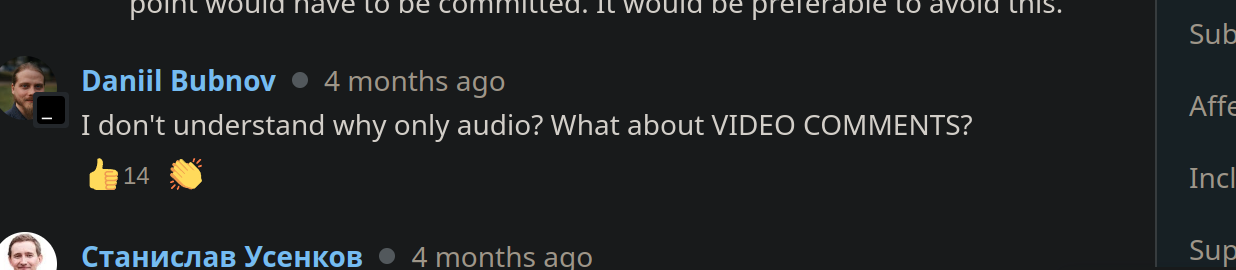 point would have to be committed. It would be preferable to avoid this.
Daniil Bubnov ● 4 months ago
I don't understand why only audio? What about VIDEO COMMENTS?
👍 14 👏
Станислав Усенков ● 4 months ago
Sub
Affe
Incl
Sup